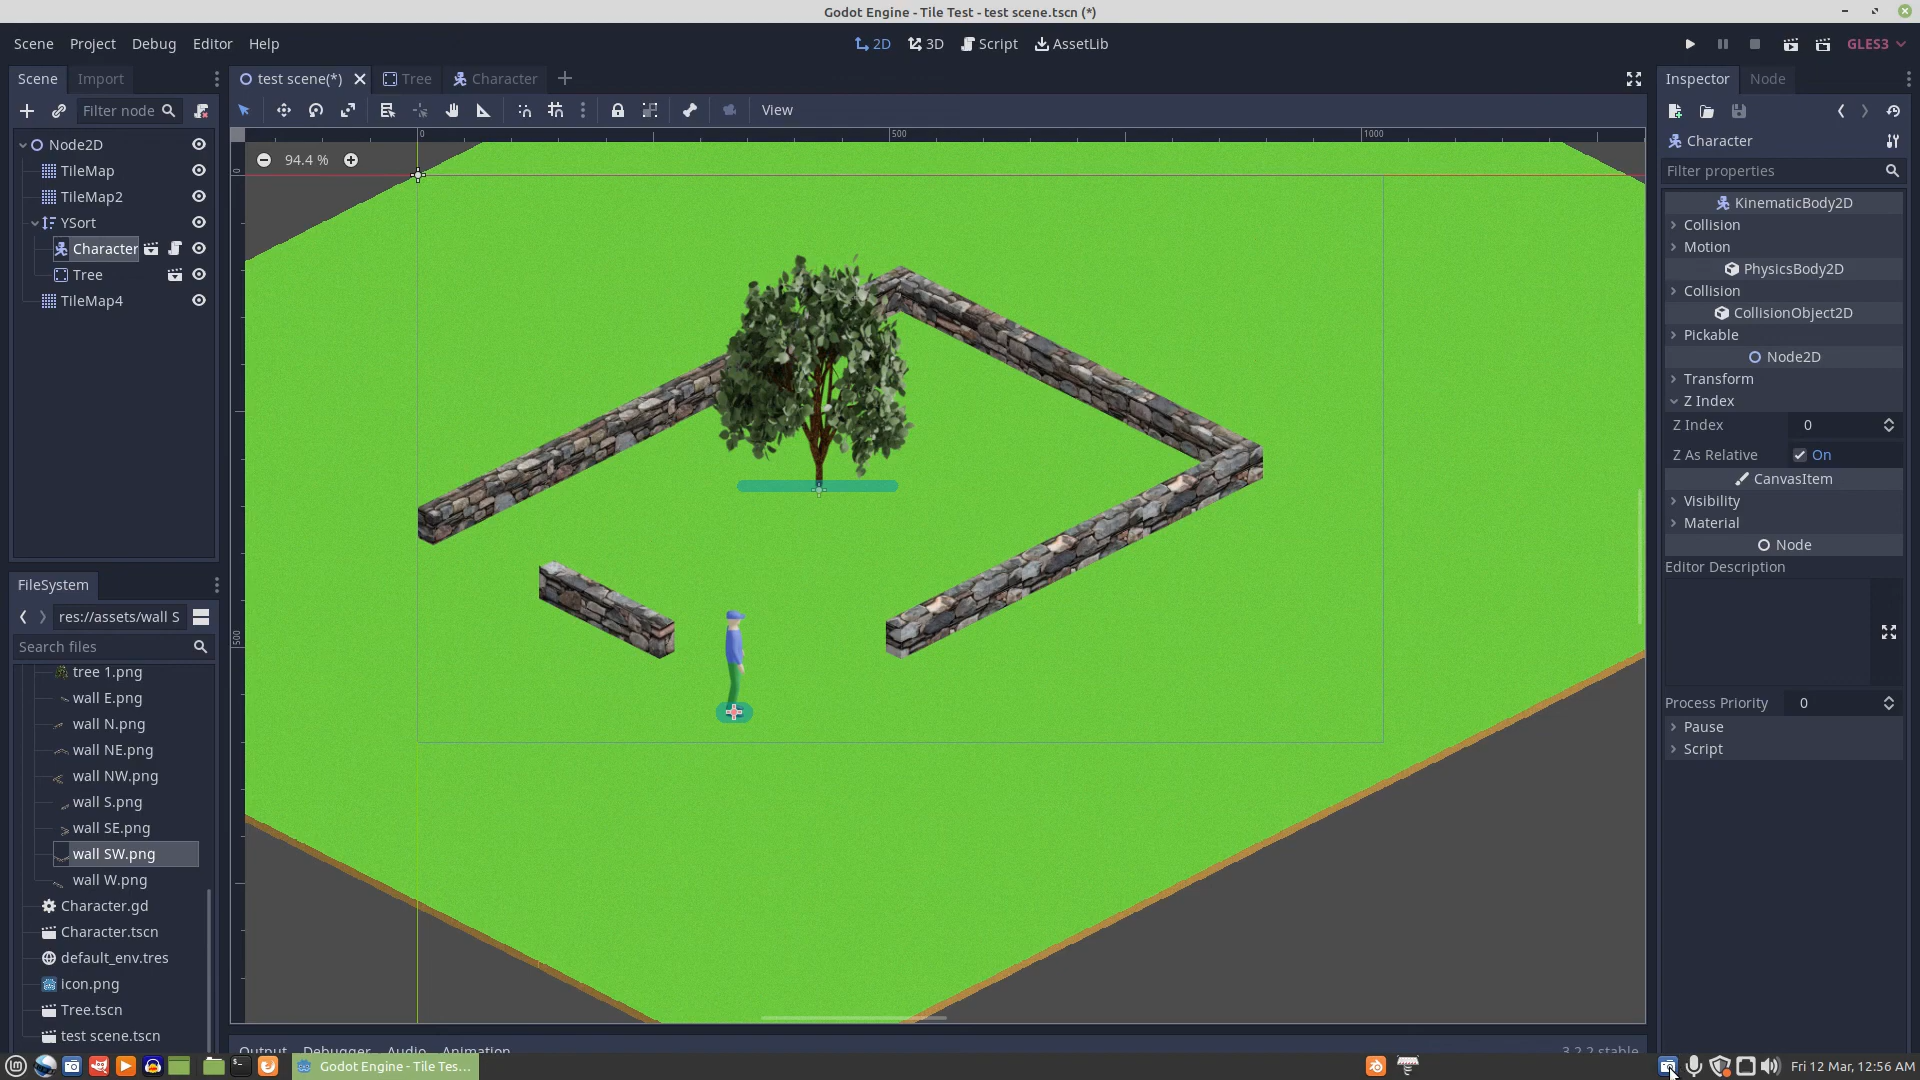 Godot Engine - Tile Test - test scene.tscn (*)
Scene Project Debug Editor Help
2D 3D Script AssetLib
GLES3
Scene Import
Filter node
Node2D
TileMap
TileMap2
YSort
Character
Tree
TileMap4
FileSystem
res://assets/wall S
Search files
tree 1.png
wall E.png
wall N.png
wall NE.png
wall NW.png
wall S.png
wall SE.png
wall SW.png
wall W.png
Character.gd
Character.tscn
default_env.tres
icon.png
Tree.tscn
test scene.tscn
test scene(*) Tree Character
View
0 500 1000
94.4 %
0
500
Output Debugger Audio Animation
3.2.2.stable
Inspector Node
Character
Filter properties
KinematicBody2D
Collision
Motion
PhysicsBody2D
Collision
CollisionObject2D
Pickable
Node2D
Transform
Z Index
Z Index 0
Z As Relative On
CanvasItem
Visibility
Material
Node
Editor Description
Process Priority 0
Pause
Script
Godot Engine - Tile Tes...
Fri 12 Mar, 12:56 AM